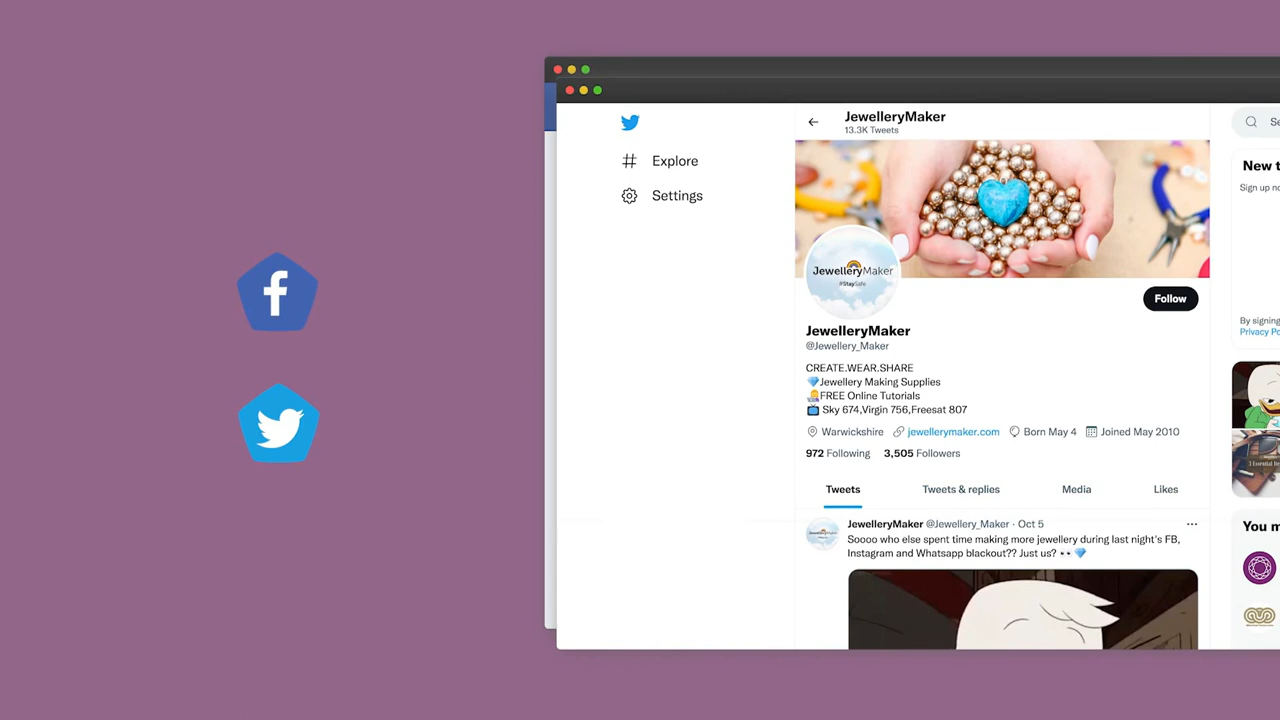 JewelleryMaker
13.3K Tweets
Explore
Settings
JewelleryMaker
#StaySafe
Follow
JewelleryMaker
@Jewellery_Maker
CREATE.WEAR.SHARE
💎Jewellery Making Supplies
FREE Online Tutorials
📺 Sky 674,Virgin 756,Freesat 807
Warwickshire jewellerymaker.com Born May 4 Joined May 2010
972 Following 3,505 Followers
Tweets Tweets & replies Media Likes
JewelleryMaker @Jewellery_Maker · Oct 5
Soooo who else spent time making more jewellery during last night's FB,
Instagram and Whatsapp blackout?? Just us? 👀 💎
Se
New t
Sign up no
By signing
Privacy Po
You m